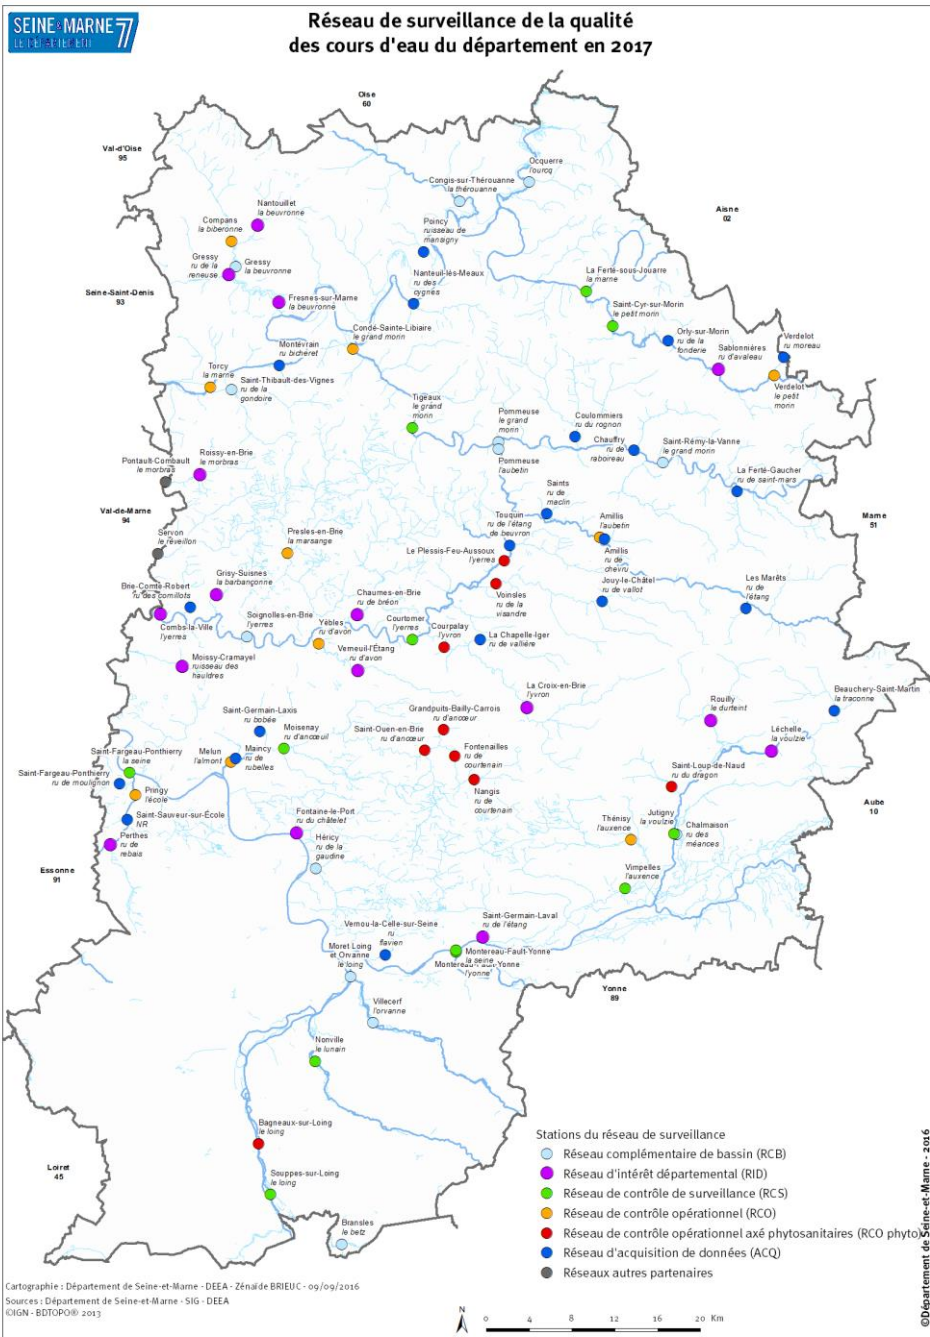 SEINE & MARNE 77
LE DÉPARTEMENT
Réseau de surveillance de la qualité
des cours d'eau du département en 2017
Oise
60
Val-d'Oise
95
Ocquerre
l'ourcq
Congis-sur-Thérouanne
la thérouanne
Aisne
02
Nantouillet
la beuvronne
Compans
la biberonne
Poincy
ruisseau de
mansigny
Gressy
ru de la
reneuse
Gressy
la beuvronne
Nanteuil-lès-Meaux
ru des
cygnes
La Ferté-sous-Jouarre
la marne
Seine-Saint-Denis
93
Fresnes-sur-Marne
la beuvronne
Saint-Cyr-sur-Morin
le petit morin
Condé-Sainte-Libiaire
le grand morin
Orly-sur-Morin
ru de la
fonderie
Verdelot
ru moreau
Montévrain
ru bicheret
Sablonnières
ru d'avaleau
Torcy
la marne
Saint-Thibault-des-Vignes
ru de la
gondoire
Verdelot
le petit
morin
Tigeaux
le grand
morin
Pommeuse
le grand
morin
Coulommiers
ru du rognon
Chauffry
ru de
raboireau
Saint-Rémy-la-Vanne
le grand morin
Pontault-Combault
le morbras
Roissy-en-Brie
le morbras
Pommeuse
l'aubetin
La Ferté-Gaucher
ru de saint-mars
Saints
ru de
maclin
Val-de-Marne
94
Touquin
ru de l'étang
de beuvron
Amillis
l'aubetin
Marne
51
Servon
le réveillon
Presles-en-Brie
la marsange
Le Plessis-Feu-Aussoux
l'yerres
Amillis
ru de
chevru
Grisy-Suisnes
la barbançonne
Jouy-le-Châtel
ru de vallot
Les Marêts
ru de
l'étang
Brie-Comte-Robert
ru des cornillots
Chaumes-en-Brie
ru de bréon
Voinsles
ru de la
visandre
Soignolles-en-Brie
l'yerres
Courtomer
l'yerres
Courpalay
l'yvron
Combs-la-Ville
l'yerres
Yèbles
ru d'avon
La Chapelle-Iger
ru de vallière
Verneuil-l'Étang
ru d'avon
Moissy-Cramayel
ruisseau des
hauldres
La Croix-en-Brie
l'yvron
Beauchery-Saint-Martin
la traconne
Rouilly
le durteint
Saint-Germain-Laxis
ru bobée
Grandpuits-Bailly-Carrois
ru d'ancœur
Moisenay
ru d'ancœuil
Saint-Ouen-en-Brie
ru d'ancœur
Léchelle
la voulzie
Saint-Fargeau-Ponthierry
la seine
Melun
l'almont
Maincy
ru de
rubelles
Fontenailles
ru de
courtenain
Saint-Loup-de-Naud
ru du dragon
Saint-Fargeau-Ponthierry
ru de moulignon
Pringy
l'école
Nangis
ru de
courtenain
Aube
10
Saint-Sauveur-sur-École
NR
Fontaine-le-Port
ru du châtelet
Jutigny
la voulzie
Thénisy
l'auxence
Chalmaison
ru des
méances
Perthes
ru de
rebais
Héricy
ru de la
gaudine
Essonne
91
Vimpelles
l'auxence
Saint-Germain-Laval
ru de l'étang
Vernou-la-Celle-sur-Seine
ru
flavien
Moret Loing
et Orvanne
le loing
Montereau-Fault-Yonne
la seine
Montereau-Fault-Yonne
l'yonne
Yonne
89
Villecerf
l'orvanne
Nonville
le lunain
Bagneaux-sur-Loing
le loing
Loiret
45
Souppes-sur-Loing
le loing
Bransles
le betz
Stations du réseau de surveillance
Réseau complémentaire de bassin (RCB)
Réseau d'intérêt départemental (RID)
Réseau de contrôle de surveillance (RCS)
Réseau de contrôle opérationnel (RCO)
Réseau de contrôle opérationnel axé phytosanitaires (RCO phyto)
Réseau d'acquisition de données (ACQ)
Réseaux autres partenaires
Cartographie : Département de Seine-et-Marne - DEEA - Zénaïde BRIEUC - 09/09/2016
Sources : Département de Seine-et-Marne - SIG - DEEA
©IGN - BDTOPO® 2013
N
0 4 8 12 16 20 Km
©Département de Seine-et-Marne - 2016